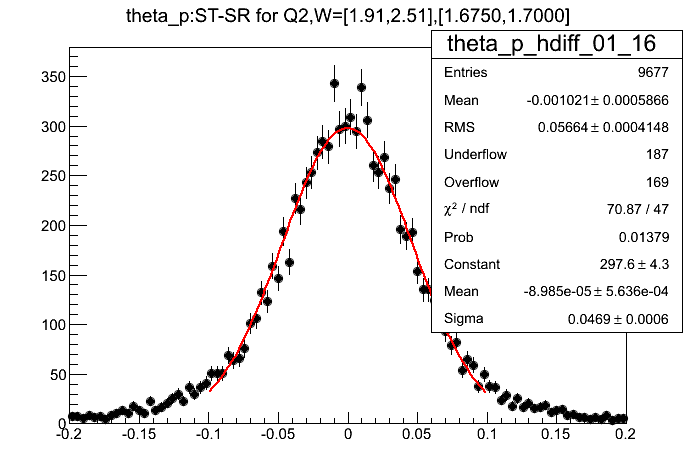 theta_p:ST-SR for Q2,W=[1.91,2.51],[1.6750,1.7000]
theta_p_hdiff_01_16
Entries 9677
Mean -0.001021 ± 0.0005866
RMS 0.05664 ± 0.0004148
Underflow 187
Overflow 169
χ² / ndf 70.87 / 47
Prob 0.01379
Constant 297.6 ± 4.3
Mean -8.985e-05 ± 5.636e-04
Sigma 0.0469 ± 0.0006
350
300
250
200
150
100
50
0
-0.2 -0.15 -0.1 -0.05 0 0.05 0.1 0.15 0.2